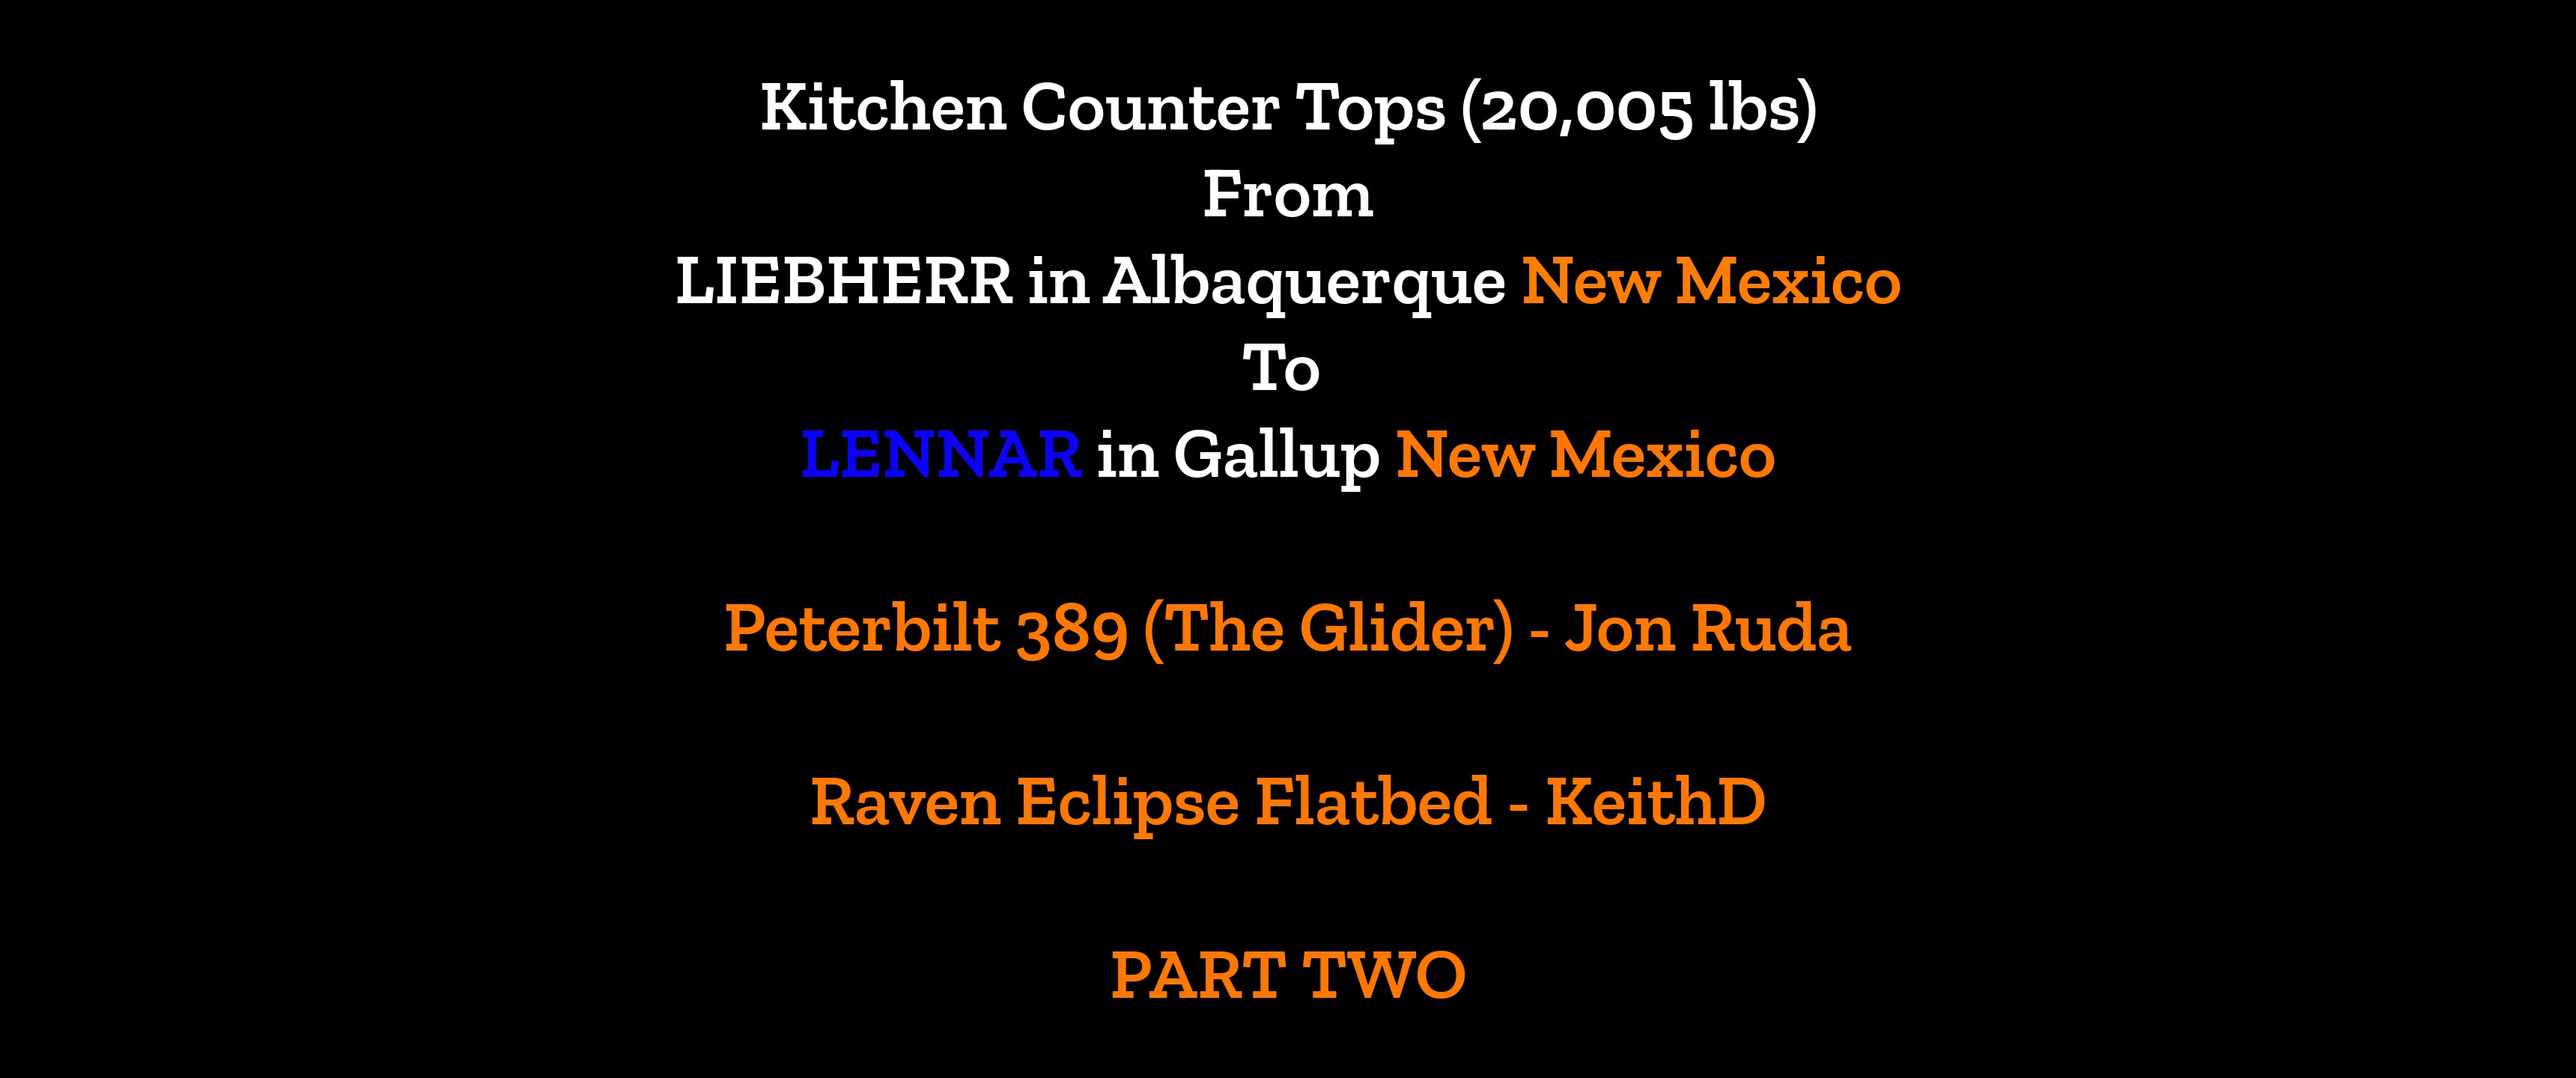 Kitchen Counter Tops (20,005 lbs)
From
LIEBHERR in Albaquerque New Mexico
To
LENNAR in Gallup New Mexico
Peterbilt 389 (The Glider) - Jon Ruda
Raven Eclipse Flatbed - KeithD
PART TWO